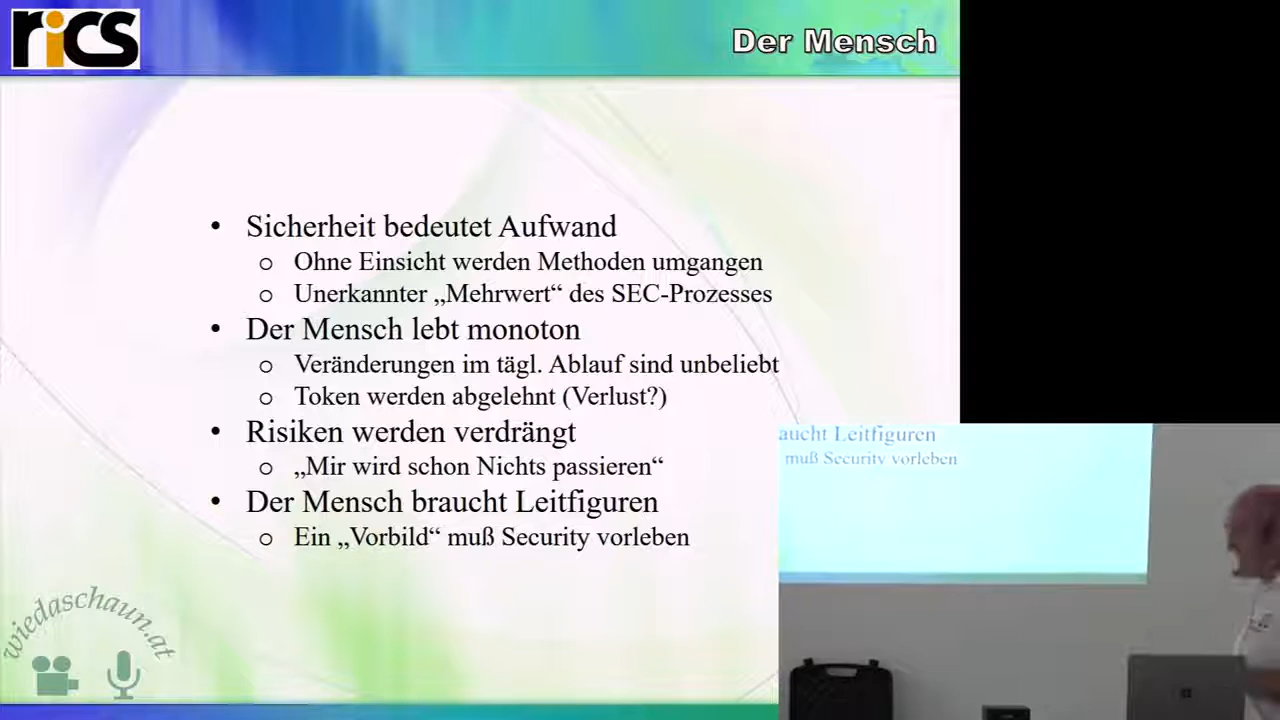 rics
Der Mensch
• Sicherheit bedeutet Aufwand
o Ohne Einsicht werden Methoden umgangen
o Unerkannter „Mehrwert“ des SEC-Prozesses
• Der Mensch lebt monoton
o Veränderungen im tägl. Ablauf sind unbeliebt
o Token werden abgelehnt (Verlust?)
• Risiken werden verdrängt
o „Mir wird schon Nichts passieren“
• Der Mensch braucht Leitfiguren
o Ein „Vorbild“ muß Security vorleben
aucht Leitfiguren
muß Security vorleben
wiedaschaun.at